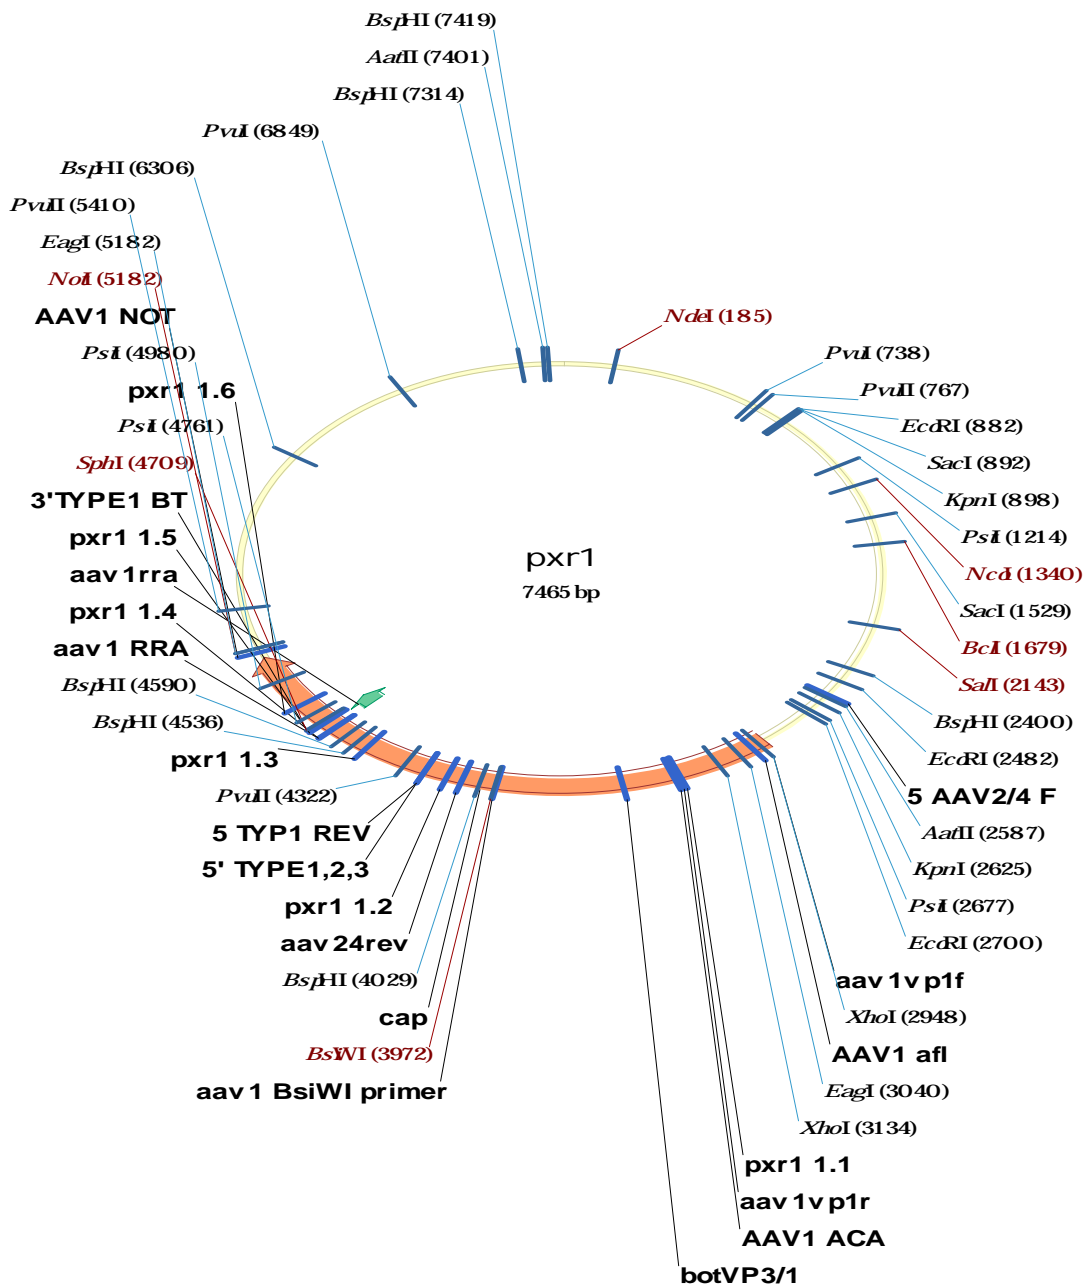 BspHI (7419)
AatII (7401)
BspHI (7314)
PvuI (6849)
BspHI (6306)
PvuII (5410)
EagI (5182)
NotI (5182)
AAV1 NOT
PstI (4980)
pxr1 1.6
PstI (4761)
SphI (4709)
3'TYPE1 BT
pxr1 1.5
aav1rra
pxr1 1.4
aav1 RRA
BspHI (4590)
BspHI (4536)
pxr1 1.3
PvuII (4322)
5 TYP1 REV
5' TYPE1,2,3
pxr1 1.2
aav24rev
BspHI (4029)
cap
BsiWI (3972)
aav1 BsiWI primer
pxr1
7465 bp
NdeI (185)
PvuI (738)
PvuII (767)
EcoRI (882)
SacI (892)
KpnI (898)
PstI (1214)
NcoI (1340)
SacI (1529)
BclI (1679)
SalI (2143)
BspHI (2400)
EcoRI (2482)
5 AAV2/4 F
AatII (2587)
KpnI (2625)
PstI (2677)
EcoRI (2700)
aav1vp1f
XhoI (2948)
AAV1 afl
EagI (3040)
XhoI (3134)
pxr1 1.1
aav1vp1r
AAV1 ACA
botVP3/1